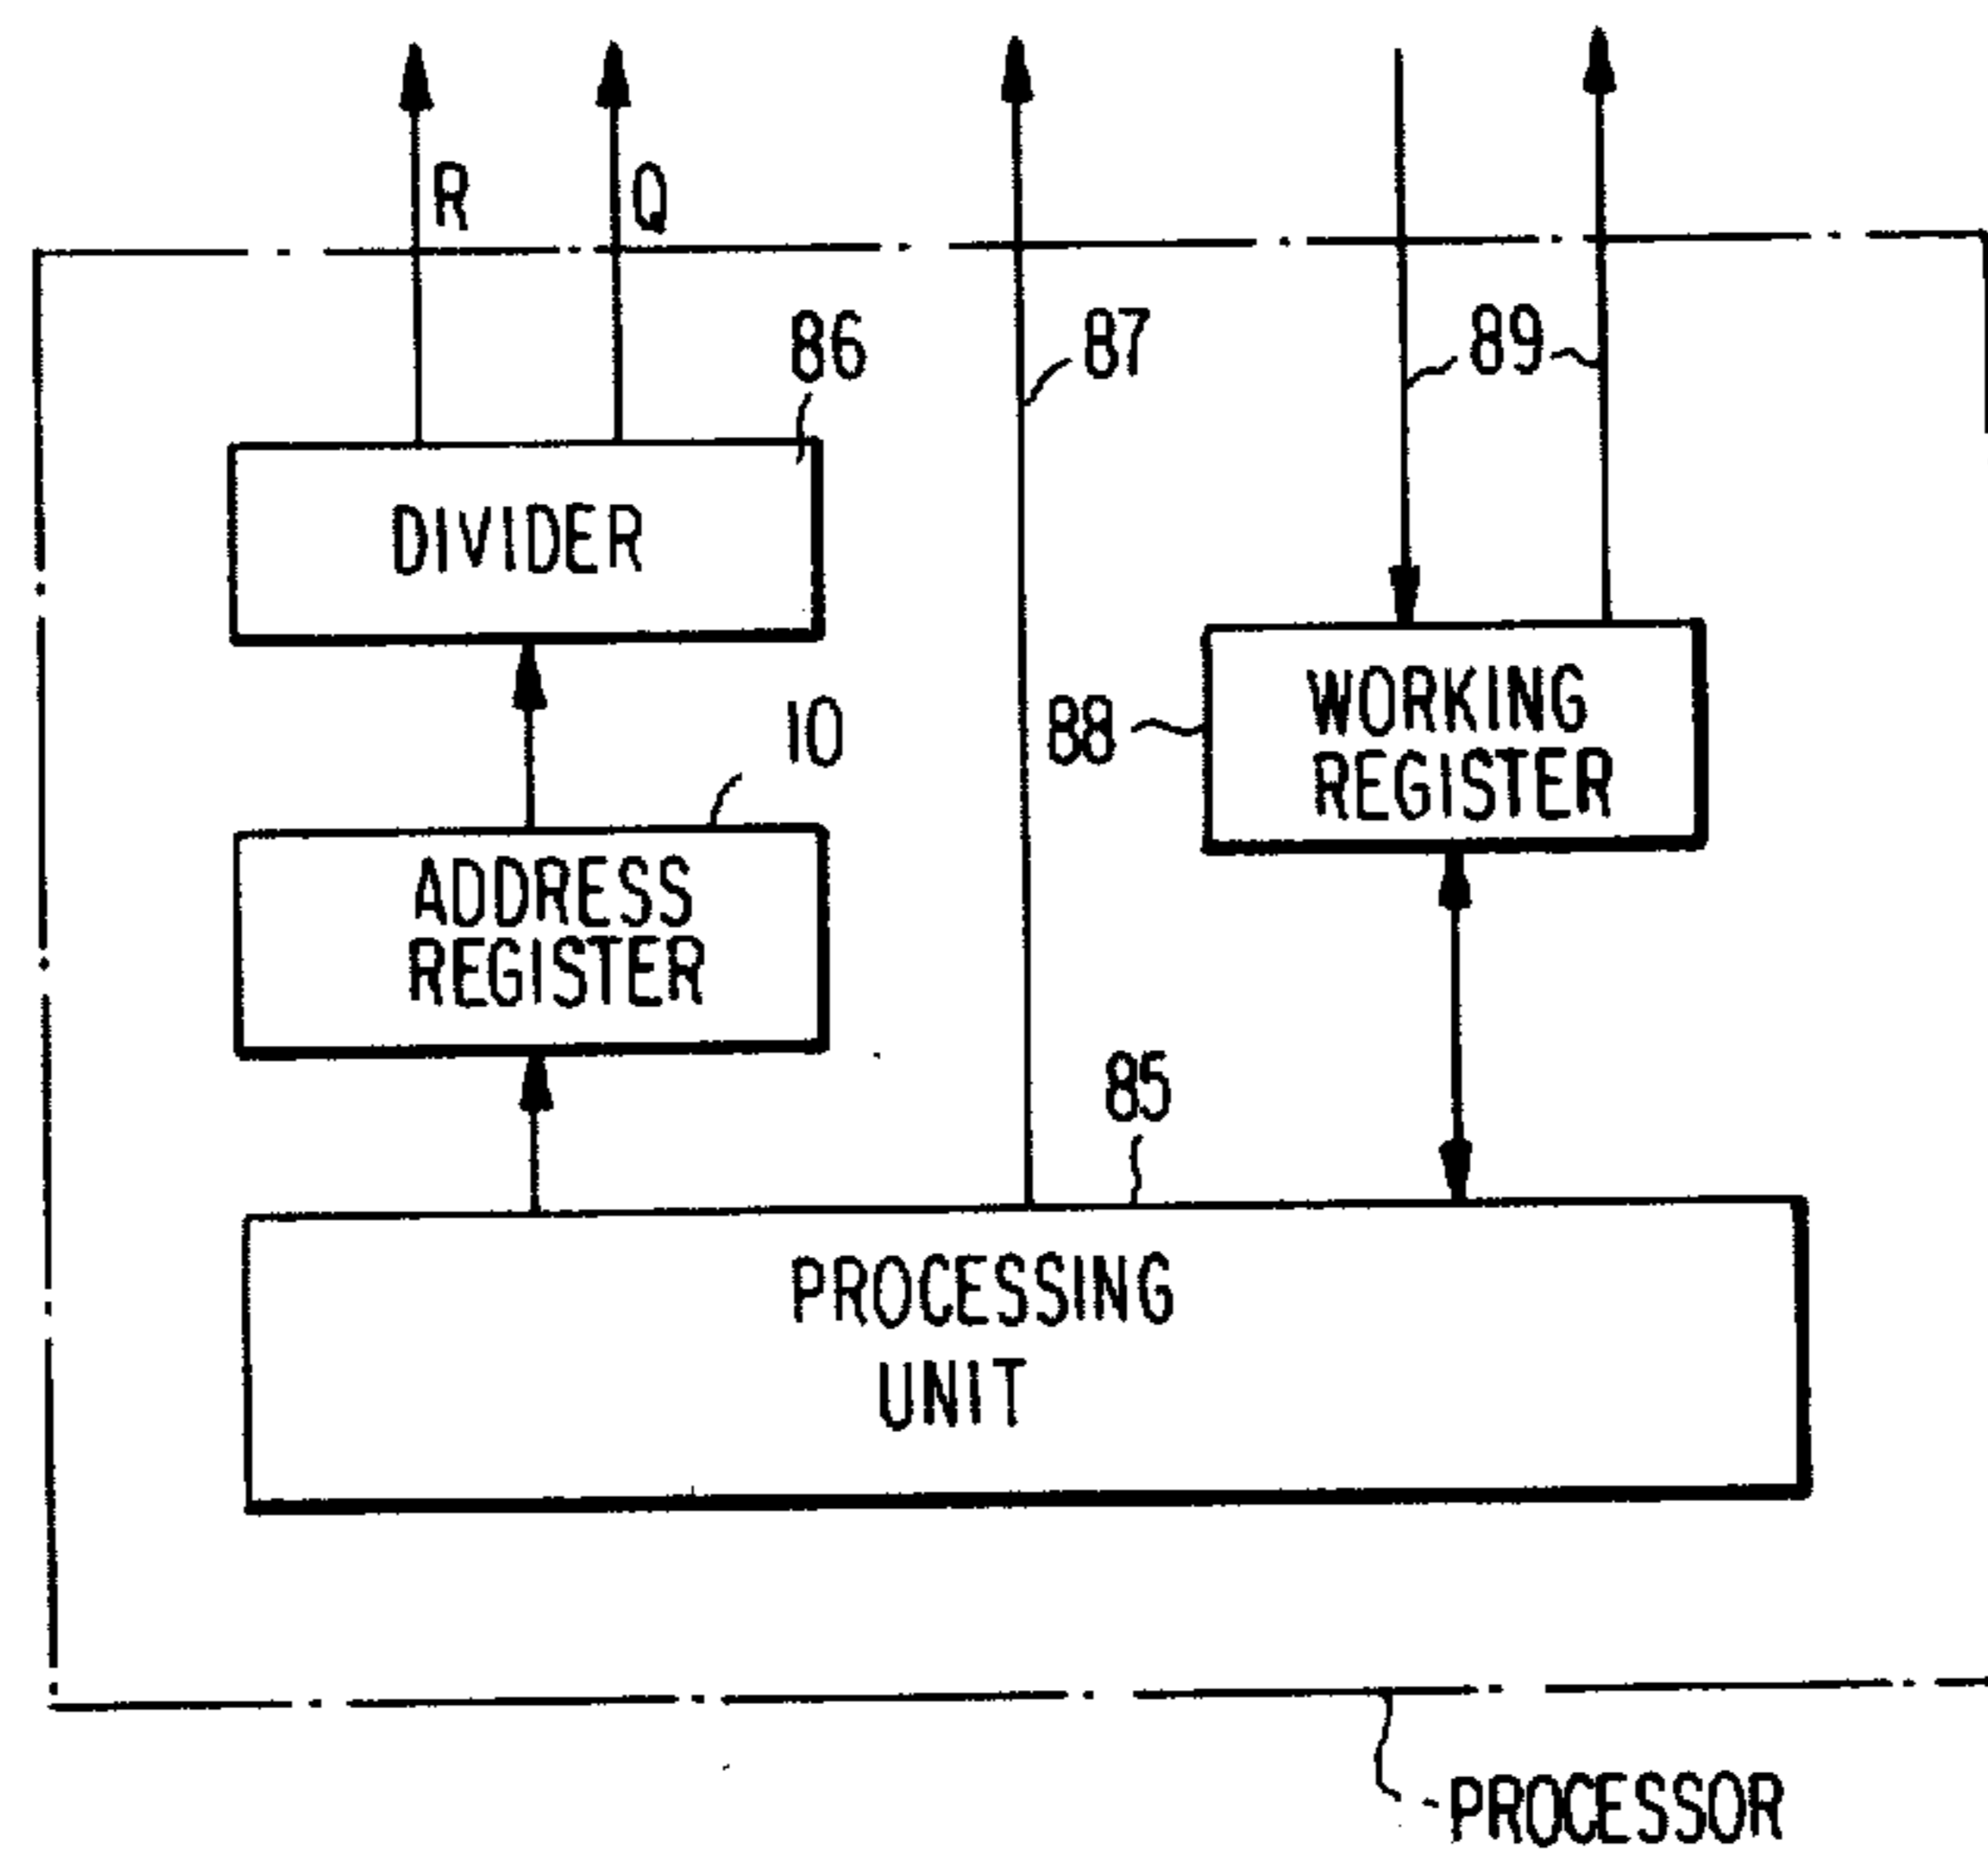 R
Q
86
87
89
DIVIDER
10
88
WORKING
REGISTER
ADDRESS
REGISTER
85
PROCESSING
UNIT
PROCESSOR